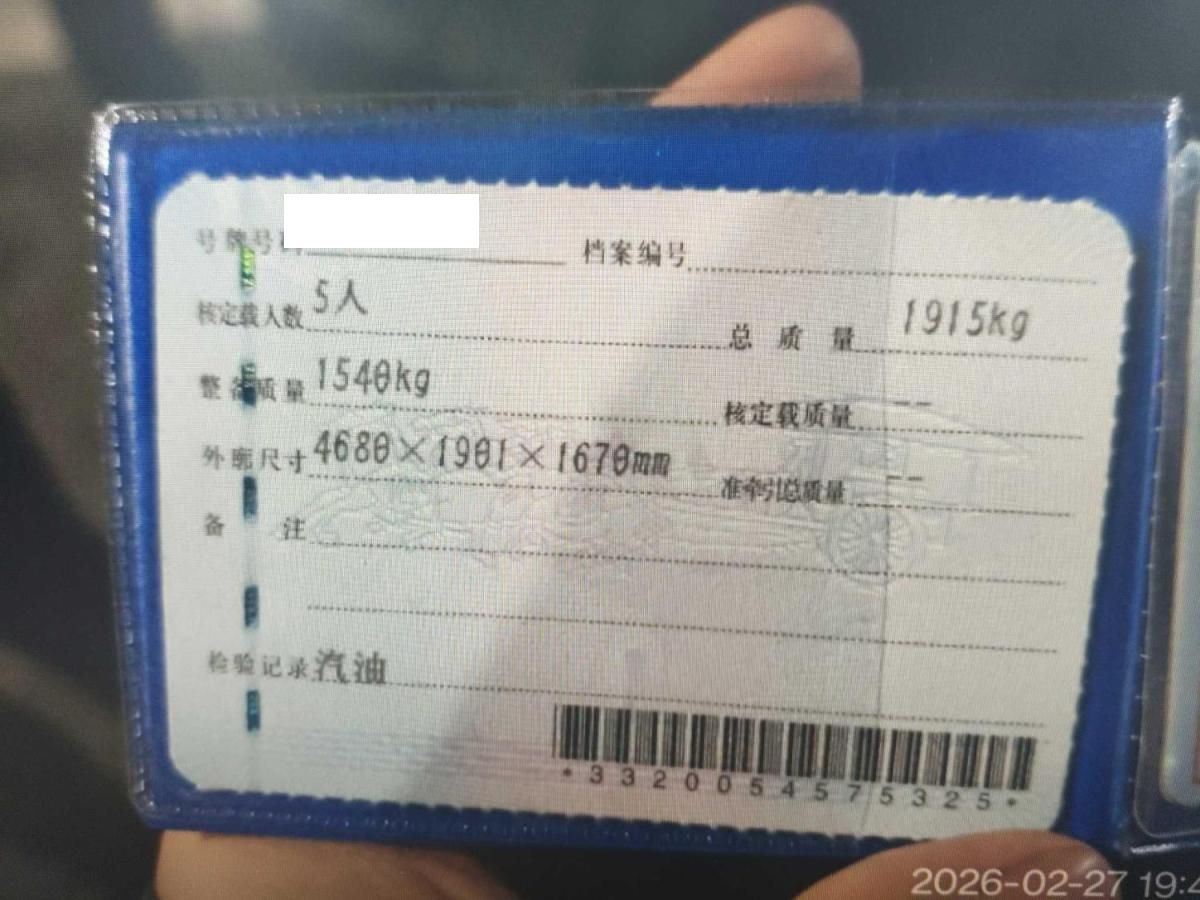 号牌号码 档案编号
核定载人数 5人 总质量 1915kg
整备质量 1540kg 核定载质量 --
外廓尺寸 4680×1901×1670mm 准牵引总质量 --
备注
检验记录 汽油
*3320054575325*
2026-02-27 19:4